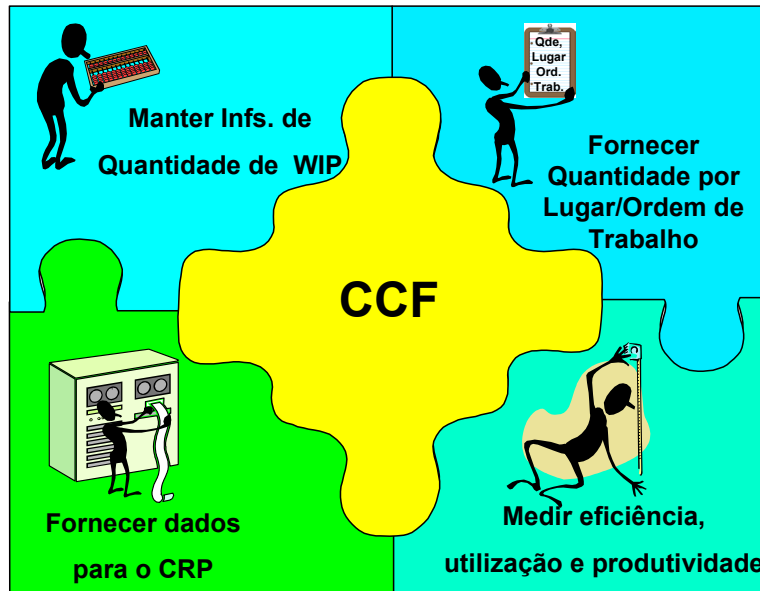 Manter Infs. de
Quantidade de WIP
Qde,
Lugar
Ord.
Trab.
Fornecer
Quantidade por
Lugar/Ordem de
Trabalho
CCF
Fornecer dados
para o CRP
Medir eficiência,
utilização e produtividade